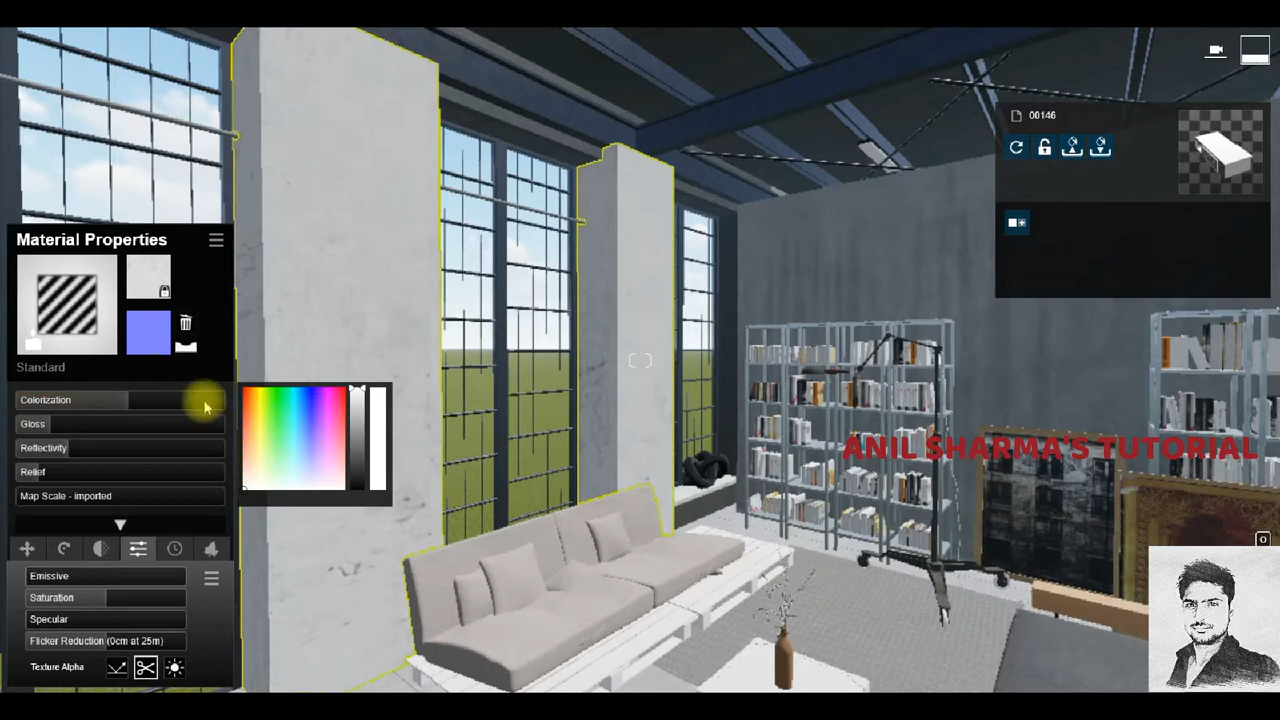 00146
Material Properties
Standard
Colorization
Gloss
Reflectivity
Relief
Map Scale - imported
Emissive
Saturation
Specular
Flicker Reduction (0cm at 25m)
Texture Alpha
ANIL SHARMA'S TUTORIAL